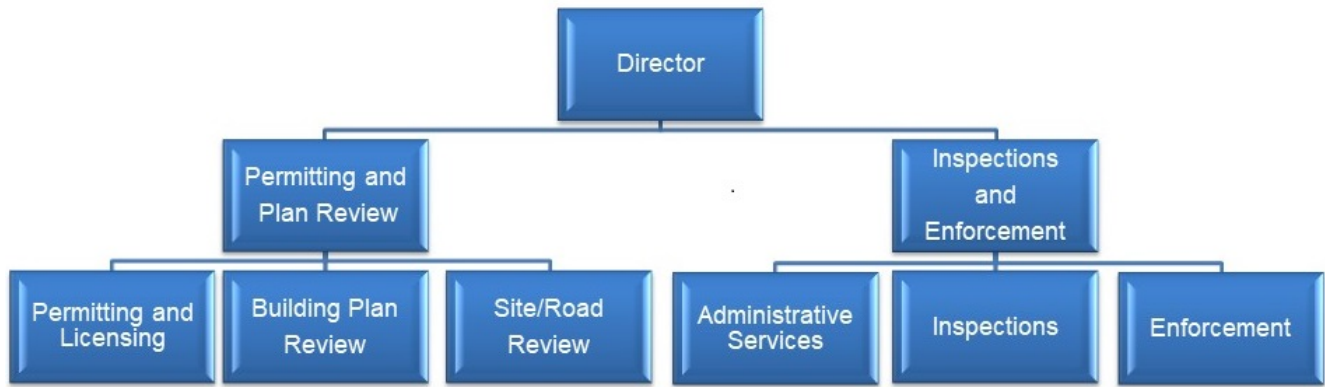 Director
Permitting and
Plan Review
Inspections
and
Enforcement
Permitting and
Licensing
Building Plan
Review
Site/Road
Review
Administrative
Services
Inspections
Enforcement